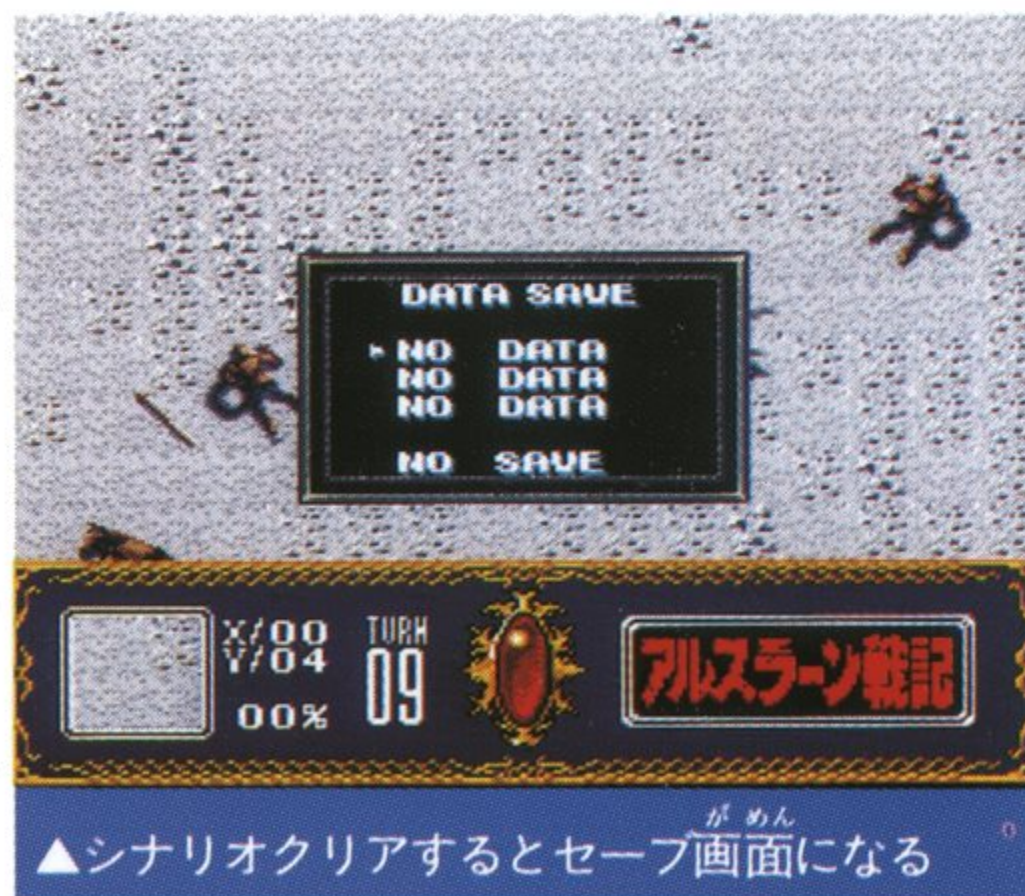 DATA SAVE
▸NO DATA
NO DATA
NO DATA
NO SAVE
X/00
Y/04
00%
TURN
09
アルスラーン戦記
がめん
▲シナリオクリアするとセーブ画面になる